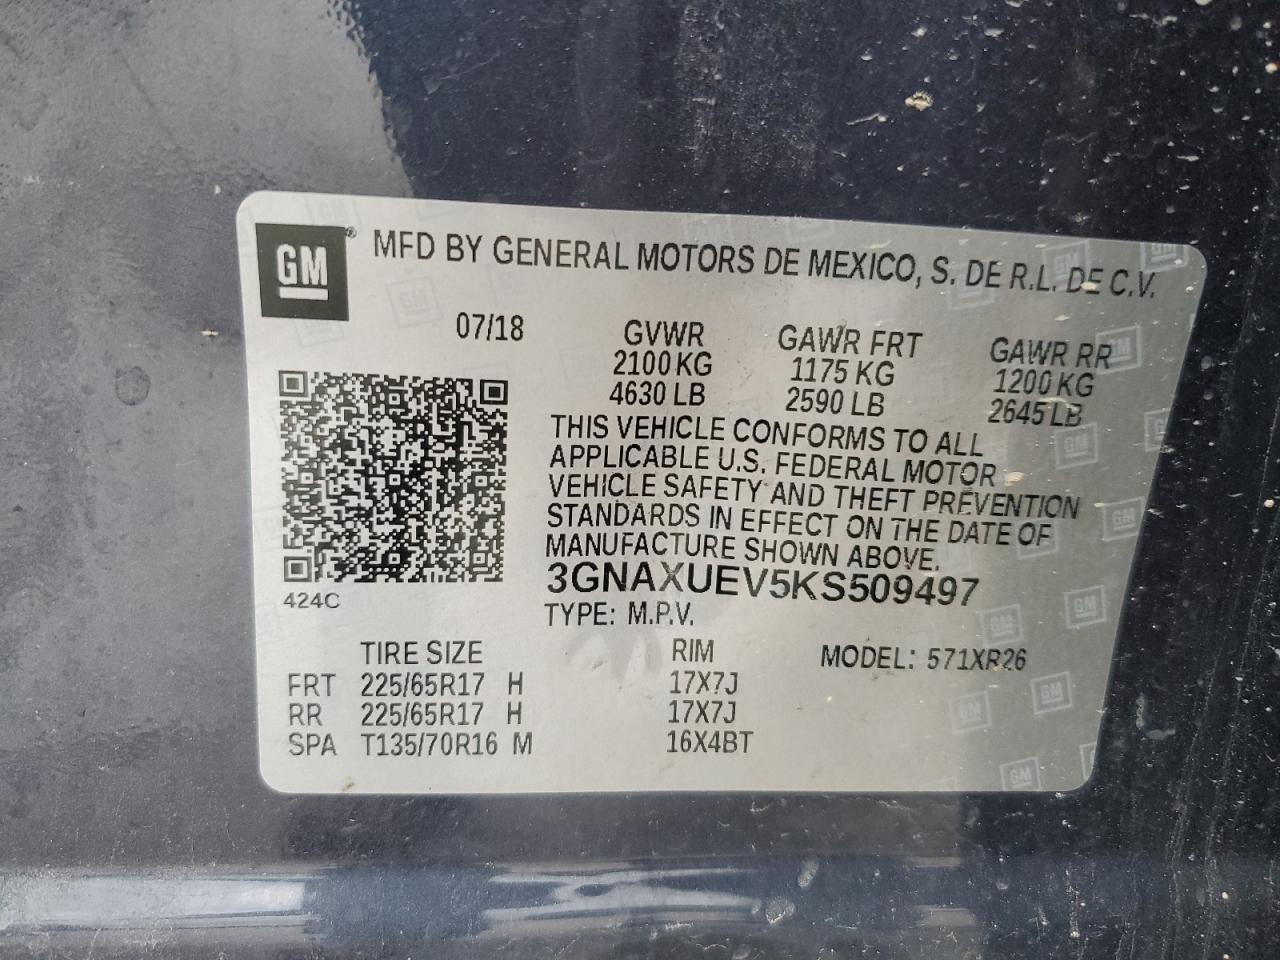 GM® MFD BY GENERAL MOTORS DE MEXICO, S. DE R.L. DE C.V.
07/18
GVWR GAWR FRT GAWR RR
2100 KG 1175 KG 1200 KG
4630 LB 2590 LB 2645 LB
THIS VEHICLE CONFORMS TO ALL
APPLICABLE U.S. FEDERAL MOTOR
VEHICLE SAFETY AND THEFT PREVENTION
STANDARDS IN EFFECT ON THE DATE OF
MANUFACTURE SHOWN ABOVE.
3GNAXUEV5KS509497
424C
TYPE: M.P.V.
TIRE SIZE RIM MODEL: 571XR26
FRT 225/65R17 H 17X7J
RR 225/65R17 H 17X7J
SPA T135/70R16 M 16X4BT